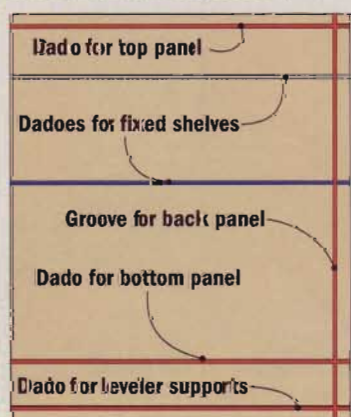 Dado for top panel
Dadoes for fixed shelves
Groove for back panel
Dado for bottom panel
Dado for leveler supports